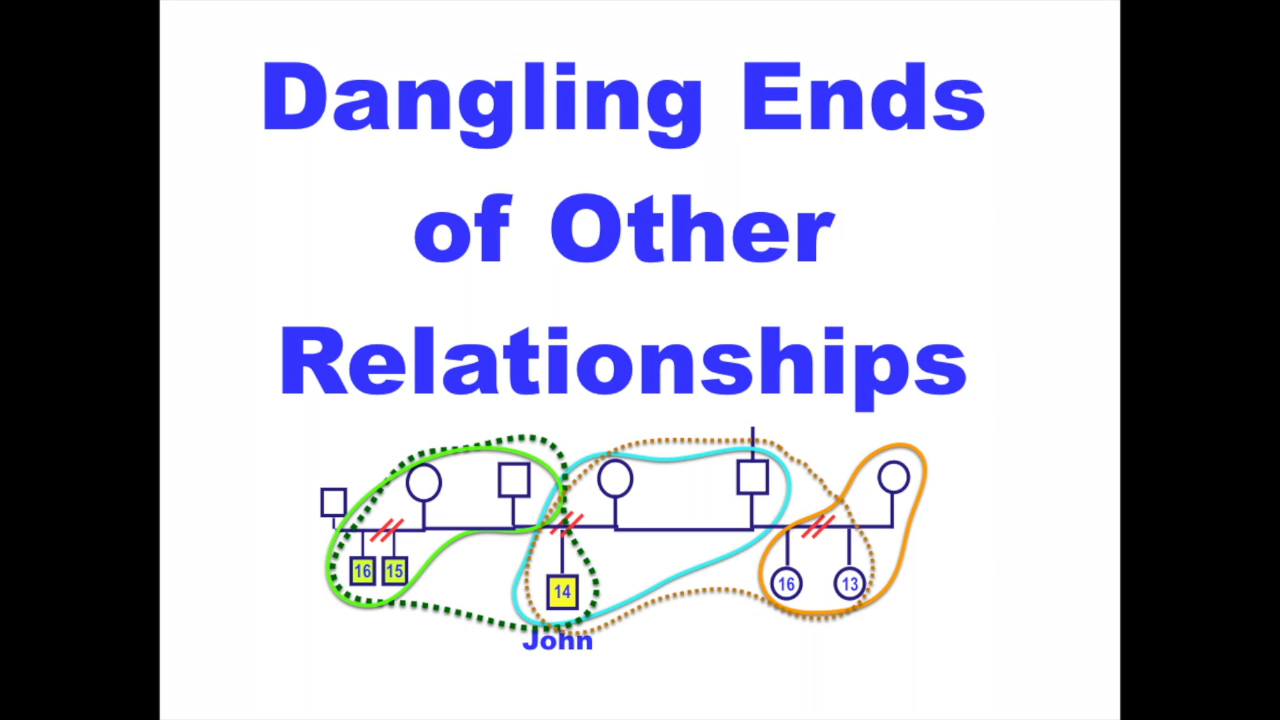 Dangling Ends
of Other
Relationships
16 15
14
16 13
John